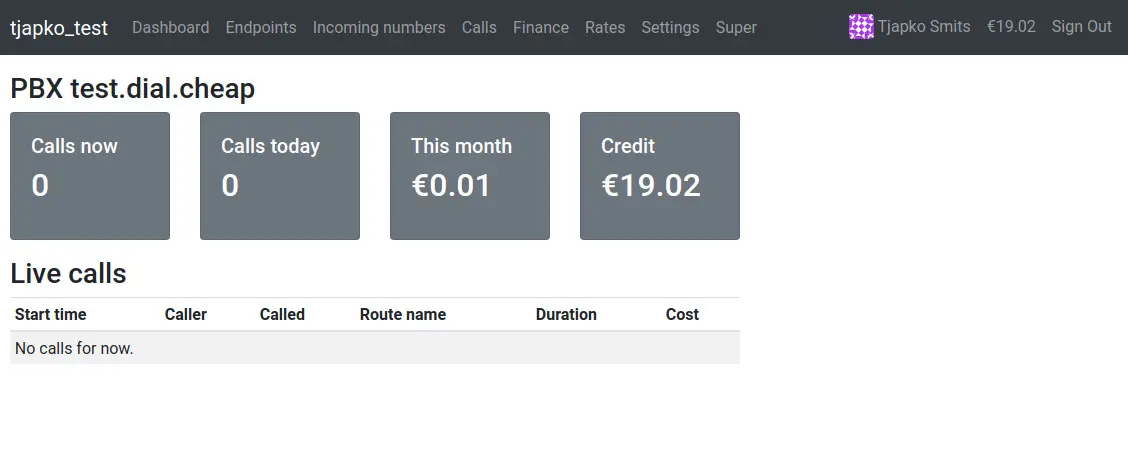 tjapko_test Dashboard Endpoints Incoming numbers Calls Finance Rates Settings Super Tjapko Smits €19.02 Sign Out
PBX test.dial.cheap
Calls now Calls today This month Credit
0 0 €0.01 €19.02
Live calls
Start time Caller Called Route name Duration Cost
No calls for now.